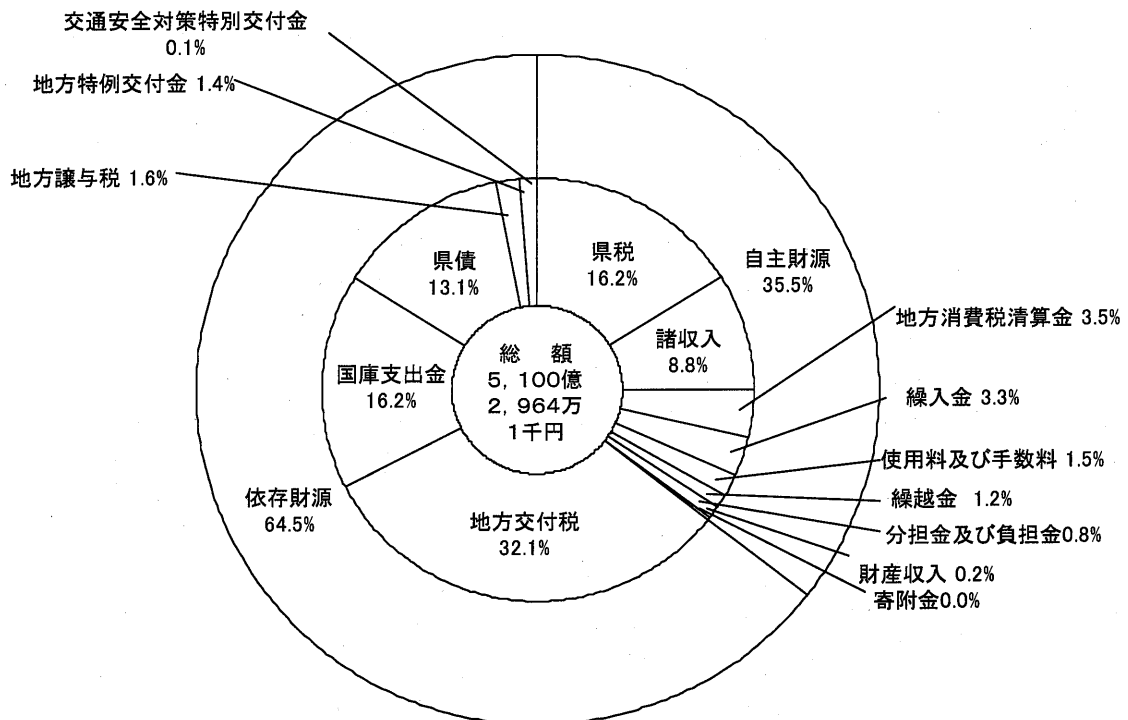 交通安全対策特別交付金
0.1%
地方特例交付金 1.4%
地方譲与税 1.6%
県債
13.1%
県税
16.2%
自主財源
35.5%
諸収入
8.8%
地方消費税清算金 3.5%
繰入金 3.3%
使用料及び手数料 1.5%
繰越金 1.2%
分担金及び負担金0.8%
財産収入 0.2%
寄附金0.0%
総 額
5, 100億
2, 964万
1千円
国庫支出金
16.2%
依存財源
64.5%
地方交付税
32.1%